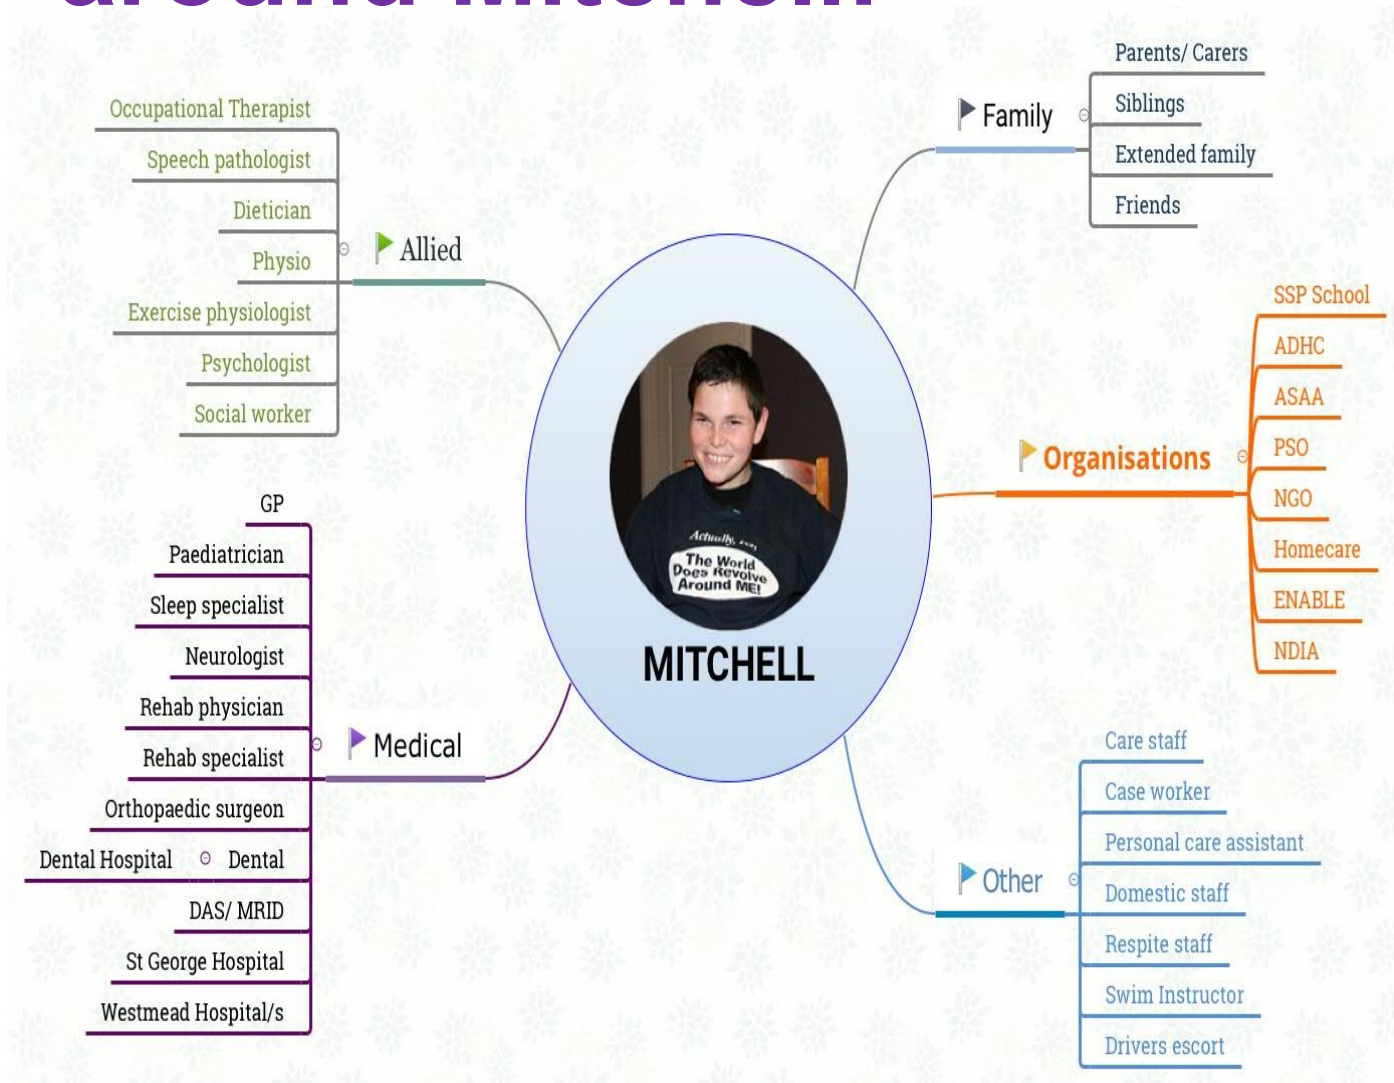 around Mitchell!
Occupational Therapist
Speech pathologist
Dietician
Physio
Exercise physiologist
Psychologist
Social worker
Allied
GP
Paediatrician
Sleep specialist
Neurologist
Rehab physician
Rehab specialist
Orthopaedic surgeon
Dental Hospital Dental
DAS/ MRID
St George Hospital
Westmead Hospital/s
Medical
Actually,
The World
Does Revolve
Around ME!
MITCHELL
Family
Parents/ Carers
Siblings
Extended family
Friends
Organisations
SSP School
ADHC
ASAA
PSO
NGO
Homecare
ENABLE
NDIA
Other
Care staff
Case worker
Personal care assistant
Domestic staff
Respite staff
Swim Instructor
Drivers escort